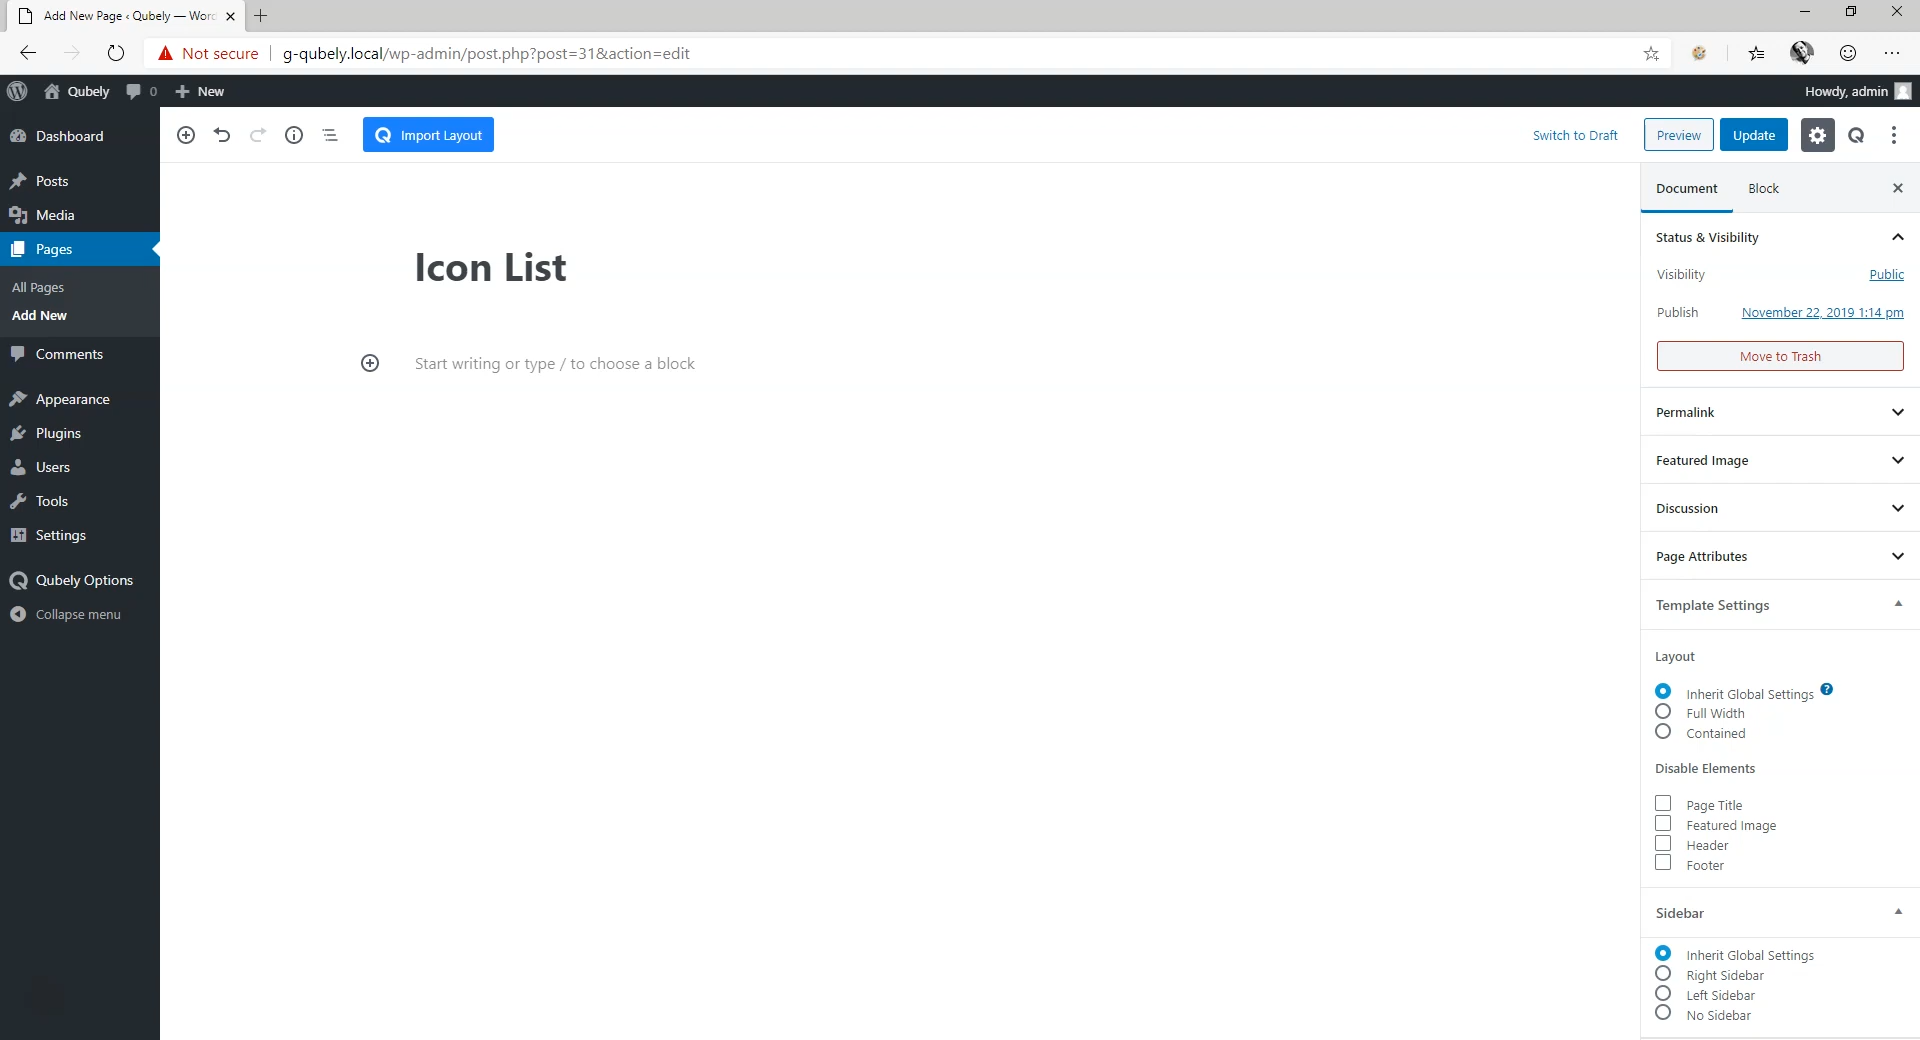 Add New Page ‹ Qubely — Word
Not secure
g-qubely.local/wp-admin/post.php?post=31&action=edit
Qubely
0
New
Howdy, admin
Dashboard
Posts
Media
Pages
All Pages
Add New
Comments
Appearance
Plugins
Users
Tools
Settings
Qubely Options
Collapse menu
Import Layout
Switch to Draft
Preview
Update
Icon List
Start writing or type / to choose a block
Document
Block
Status & Visibility
Visibility
Public
Publish
November 22, 2019 1:14 pm
Move to Trash
Permalink
Featured Image
Discussion
Page Attributes
Template Settings
Layout
Inherit Global Settings
?
Full Width
Contained
Disable Elements
Page Title
Featured Image
Header
Footer
Sidebar
Inherit Global Settings
Right Sidebar
Left Sidebar
No Sidebar